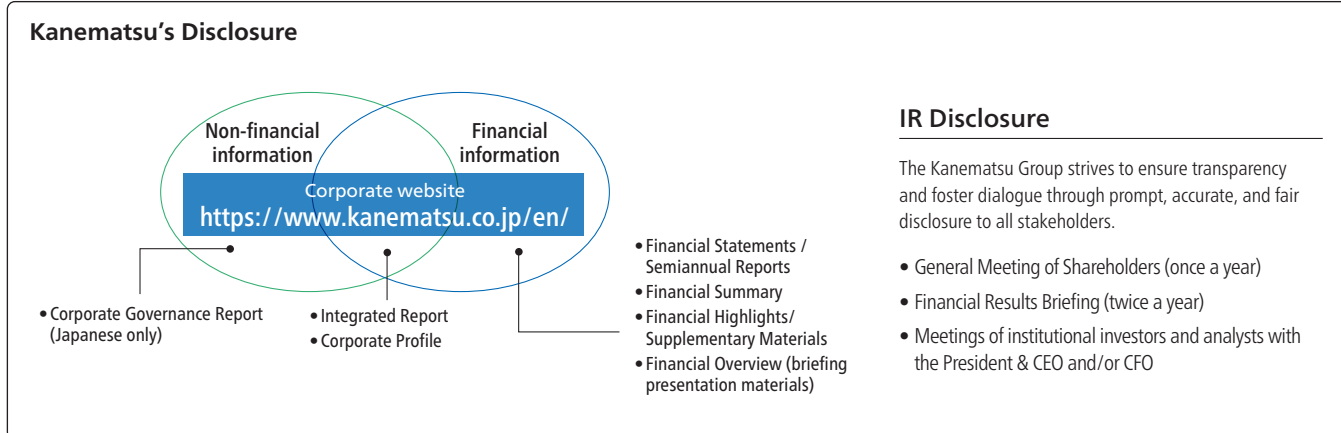 Kanematsu's Disclosure
Non-financial
information
Financial
information
Corporate website
https://www.kanematsu.co.jp/en/
• Corporate Governance Report
(Japanese only)
• Integrated Report
• Corporate Profile
• Financial Statements /
Semiannual Reports
• Financial Summary
• Financial Highlights/
Supplementary Materials
• Financial Overview (briefing
presentation materials)
IR Disclosure
The Kanematsu Group strives to ensure transparency
and foster dialogue through prompt, accurate, and fair
disclosure to all stakeholders.
• General Meeting of Shareholders (once a year)
• Financial Results Briefing (twice a year)
• Meetings of institutional investors and analysts with
the President & CEO and/or CFO